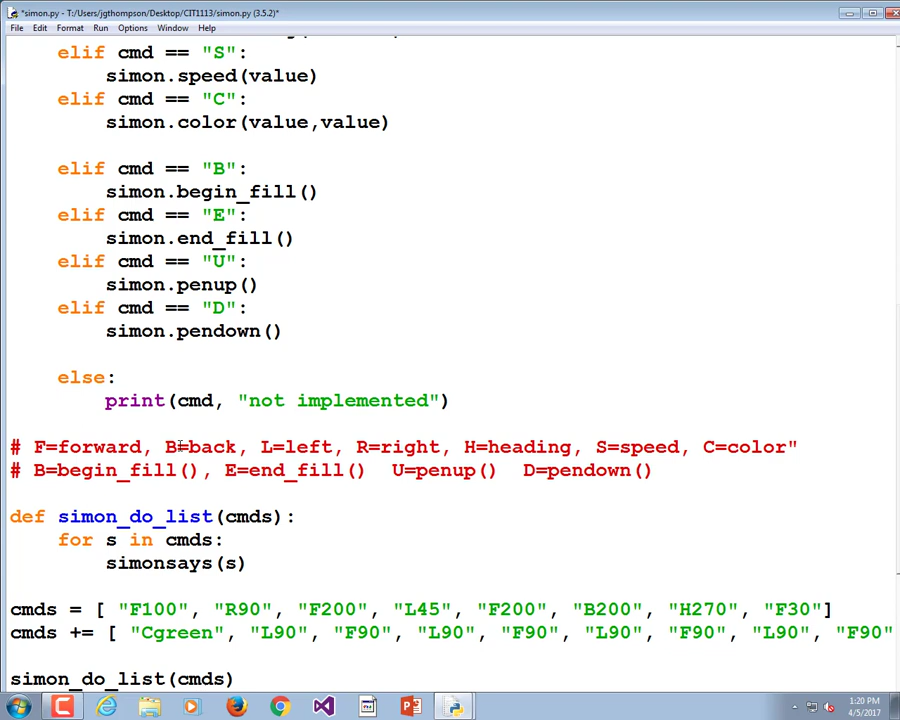 *simon.py - T:/Users/jgthompson/Desktop/CIT1113/simon.py (3.5.2)*
File Edit Format Run Options Window Help
elif cmd == "S":
simon.speed(value)
elif cmd == "C":
simon.color(value,value)
elif cmd == "B":
simon.begin_fill()
elif cmd == "E":
simon.end_fill()
elif cmd == "U":
simon.penup()
elif cmd == "D":
simon.pendown()
else:
print(cmd, "not implemented")
# F=forward, B=back, L=left, R=right, H=heading, S=speed, C=color"
# B=begin_fill(), E=end_fill()  U=penup()  D=pendown()
def simon_do_list(cmds):
for s in cmds:
simonsays(s)
cmds = [ "F100", "R90", "F200", "L45", "F200", "B200", "H270", "F30"]
cmds += [ "Cgreen", "L90", "F90", "L90", "F90", "L90", "F90", "L90", "F90"
simon_do_list(cmds)
1:20 PM
4/5/2017